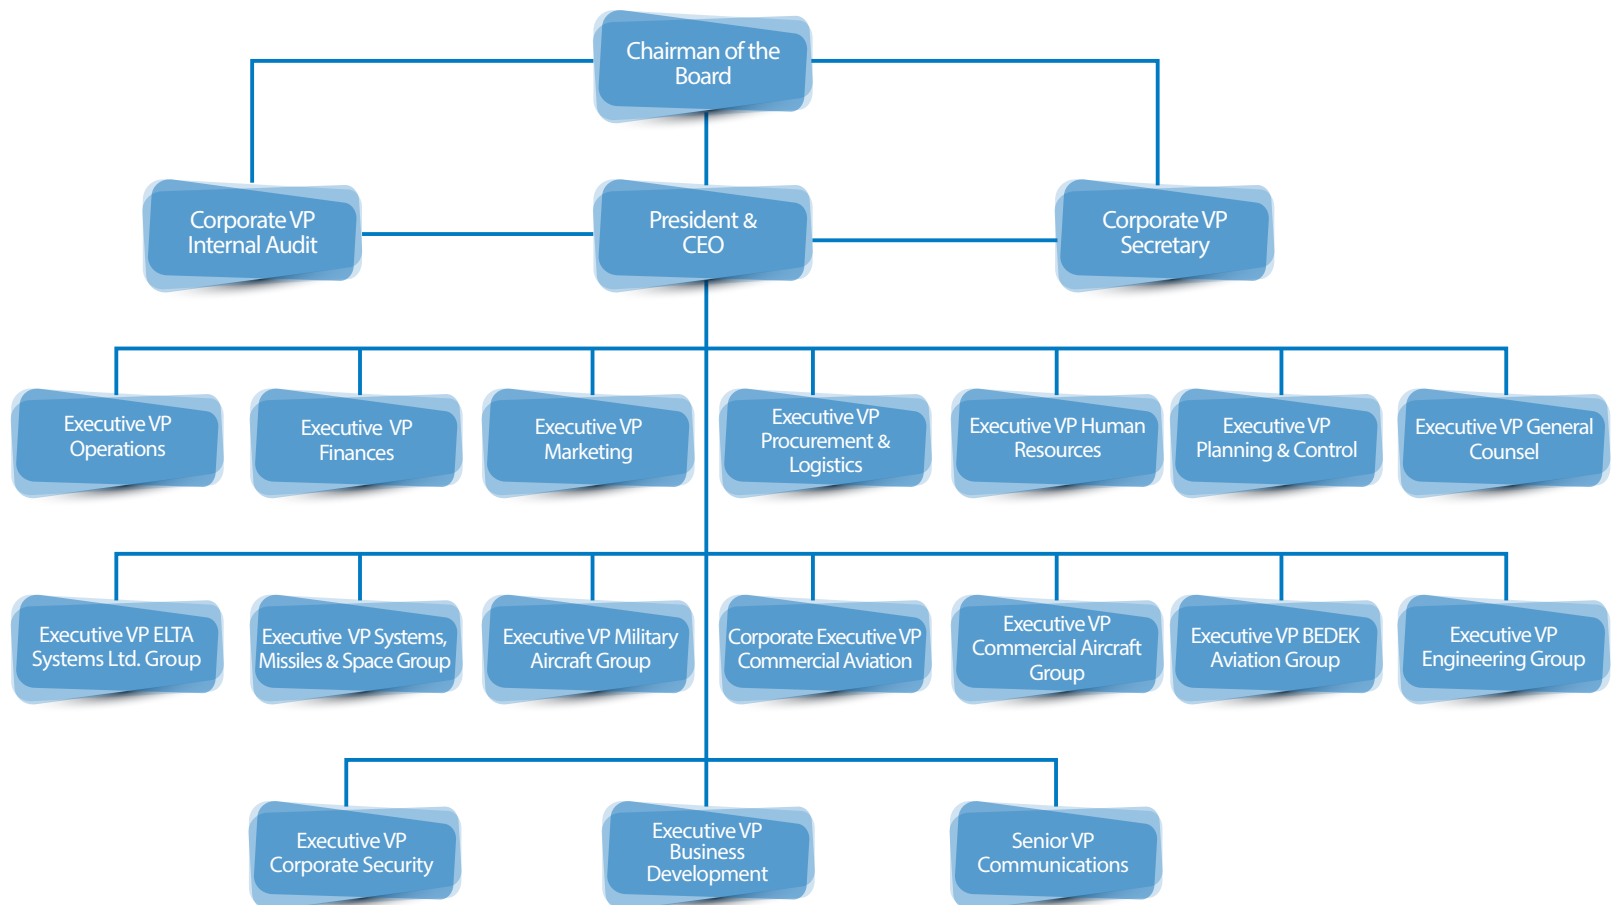 Chairman of the
Board
Corporate VP
Internal Audit
President &
CEO
Corporate VP
Secretary
Executive VP
Operations
Executive VP
Finances
Executive VP
Marketing
Executive VP
Procurement &
Logistics
Executive VP Human
Resources
Executive VP
Planning & Control
Executive VP General
Counsel
Executive VP ELTA
Systems Ltd. Group
Executive VP Systems,
Missiles & Space Group
Executive VP Military
Aircraft Group
Corporate Executive VP
Commercial Aviation
Executive VP
Commercial Aircraft
Group
Executive VP BEDEK
Aviation Group
Executive VP
Engineering Group
Executive VP
Corporate Security
Executive VP
Business
Development
Senior VP
Communications